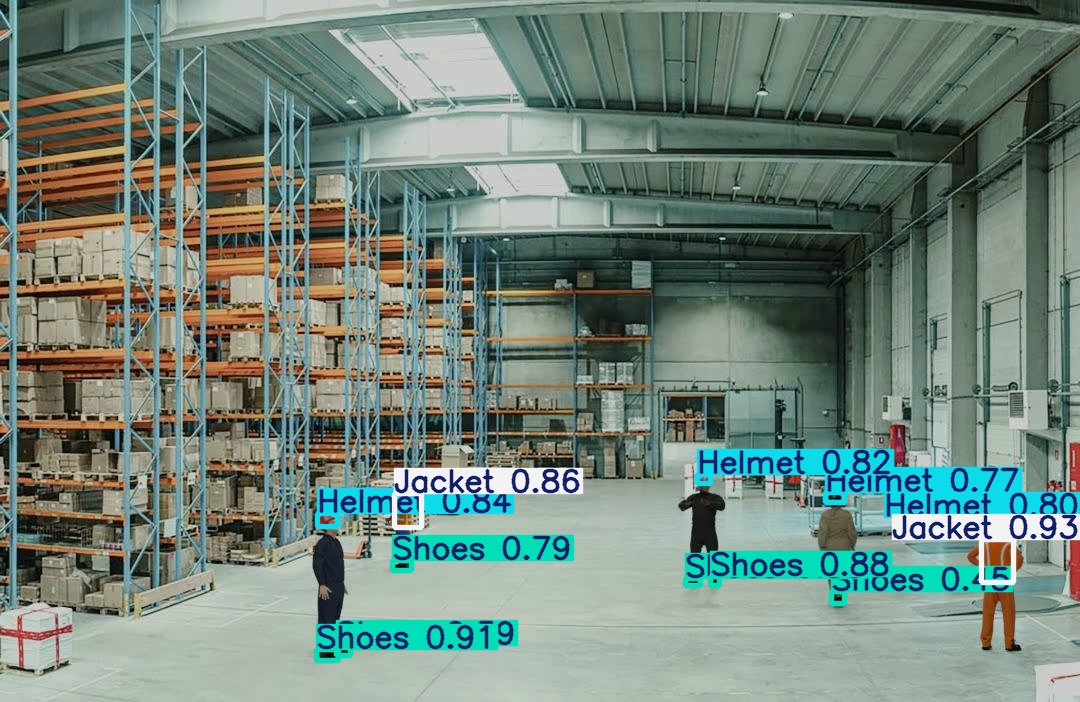 Helmet 0.82
Jacket 0.86
Helmet 0.77
Helmet 0.84
Helmet 0.80
Jacket 0.93
Shoes 0.79
Shoes 0.88
Shoes 0.45
Shoes 0.91